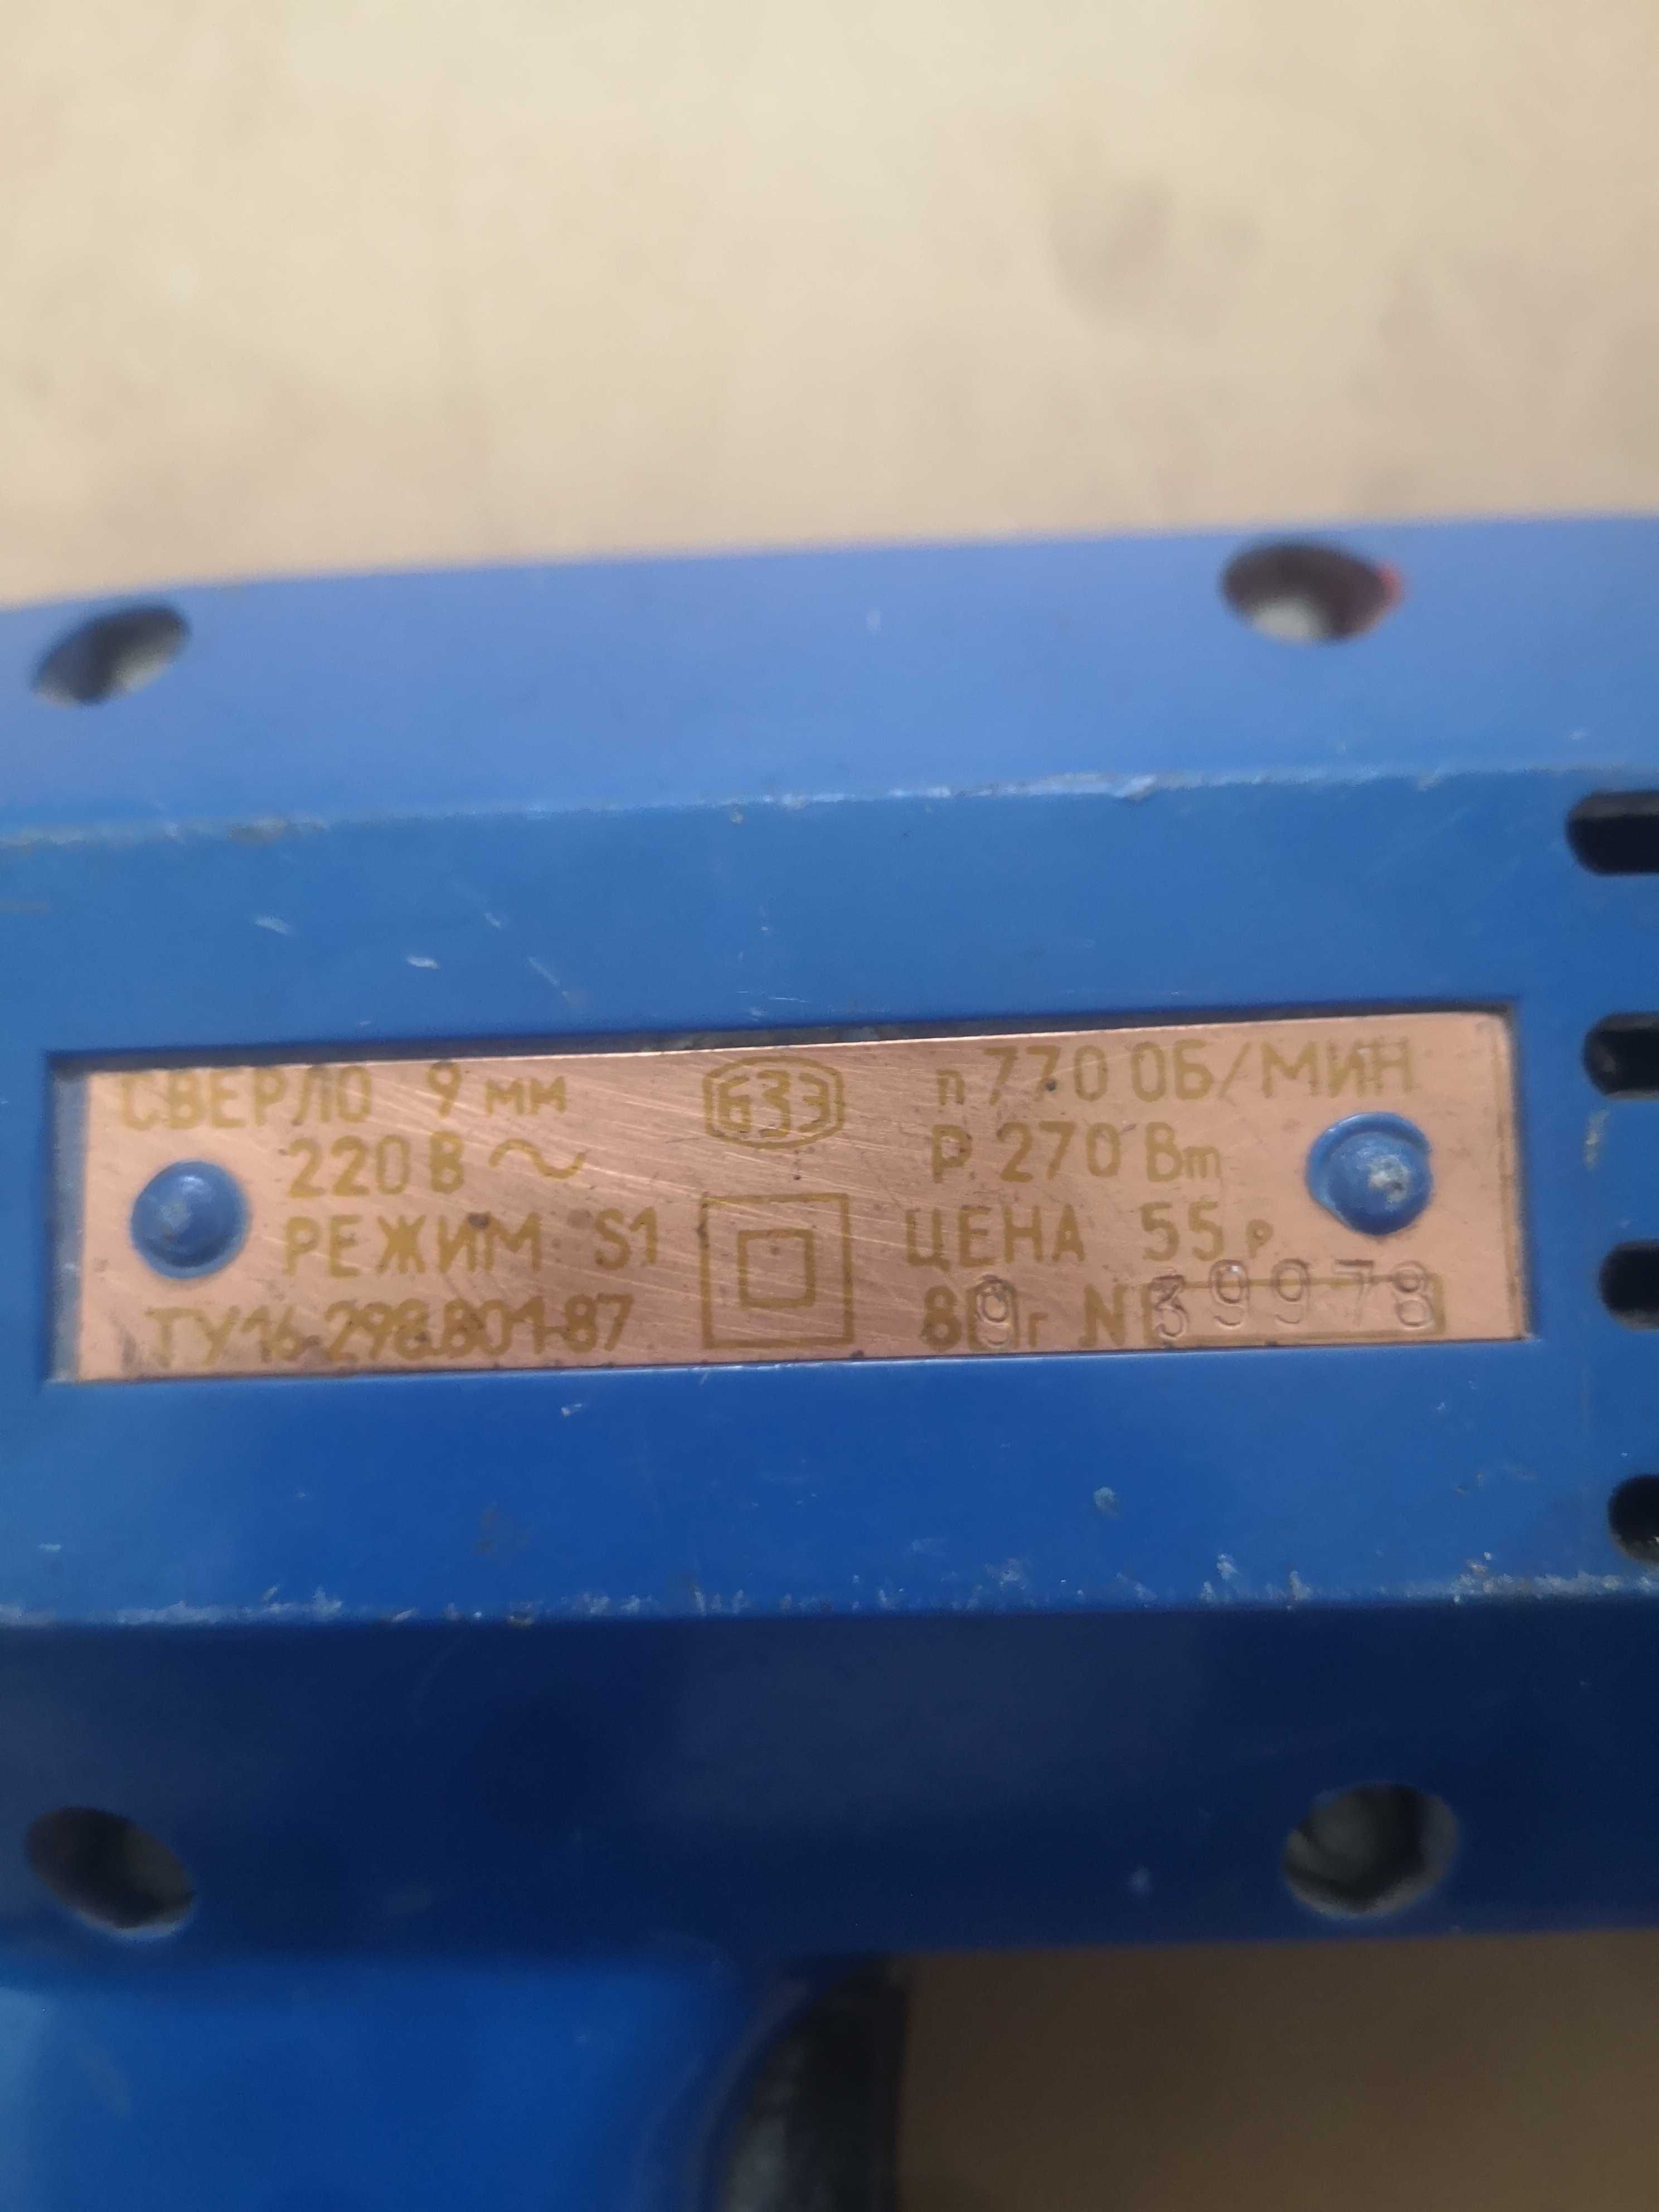 СВЕРЛО 9 мм БЗЭ n 770 ОБ/МИН
220 В ~ P. 270 Вт
РЕЖИМ S1 ЦЕНА 55 р
ТУ16-298.801-87 89 г N 39978